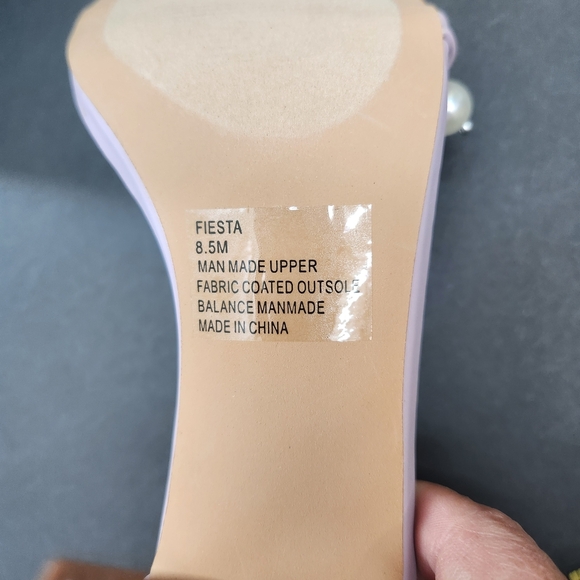 FIESTA
8.5M
MAN MADE UPPER
FABRIC COATED OUTSOLE
BALANCE MANMADE
MADE IN CHINA